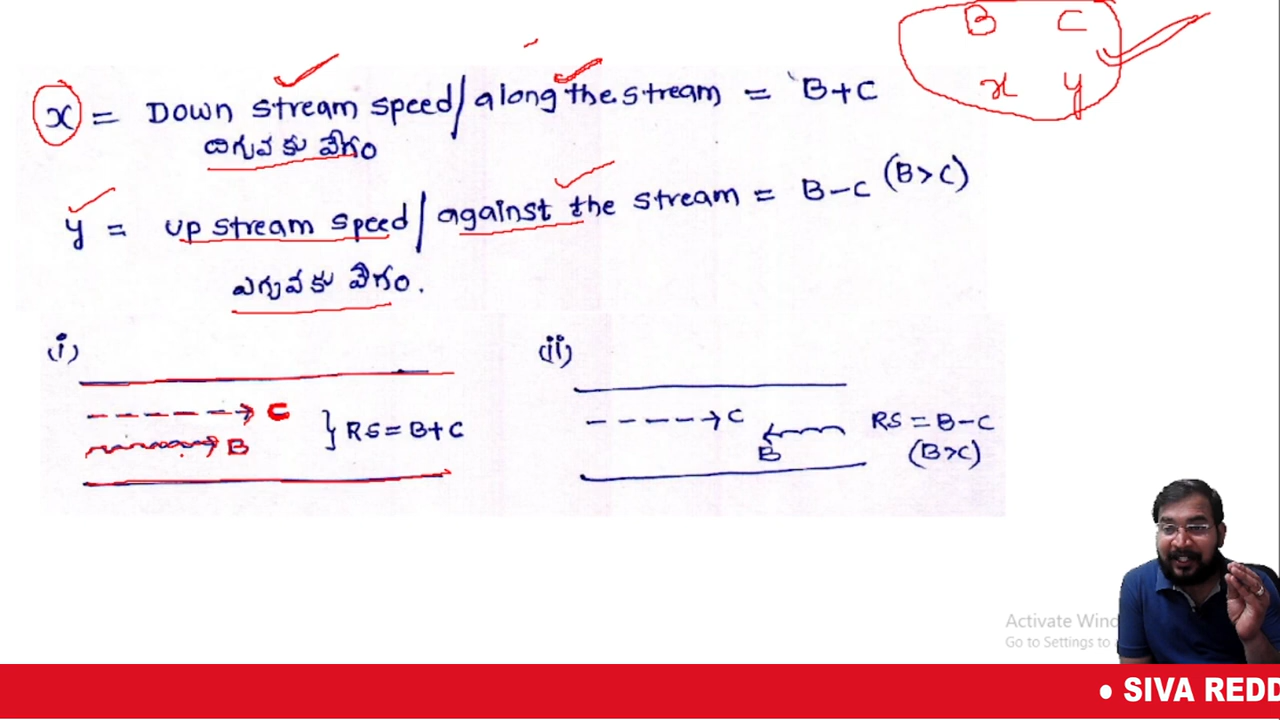 B C
x y
x = Down stream speed/along the stream = B+C
దిగువకు వేగం
y = up stream speed/against the stream = B-C (B>C)
ఎగువకు వేగం.
(i)
C
B
} RS = B+C
(ii)
C
B
RS = B-C
(B>C)
Activate Wind
Go to Settings to
• SIVA REDD